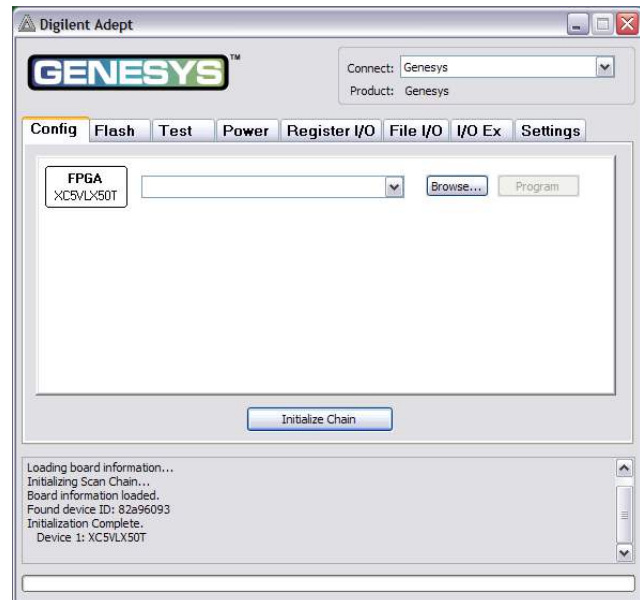 Digilent Adept
GENESYS™
Connect: Genesys
Product: Genesys
Config Flash Test Power Register I/O File I/O I/O Ex Settings
FPGA
XC5VLX50T
Browse... Program
Initialize Chain
Loading board information...
Initializing Scan Chain...
Board information loaded.
Found device ID: 82a96093
Initialization Complete.
Device 1: XC5VLX50T